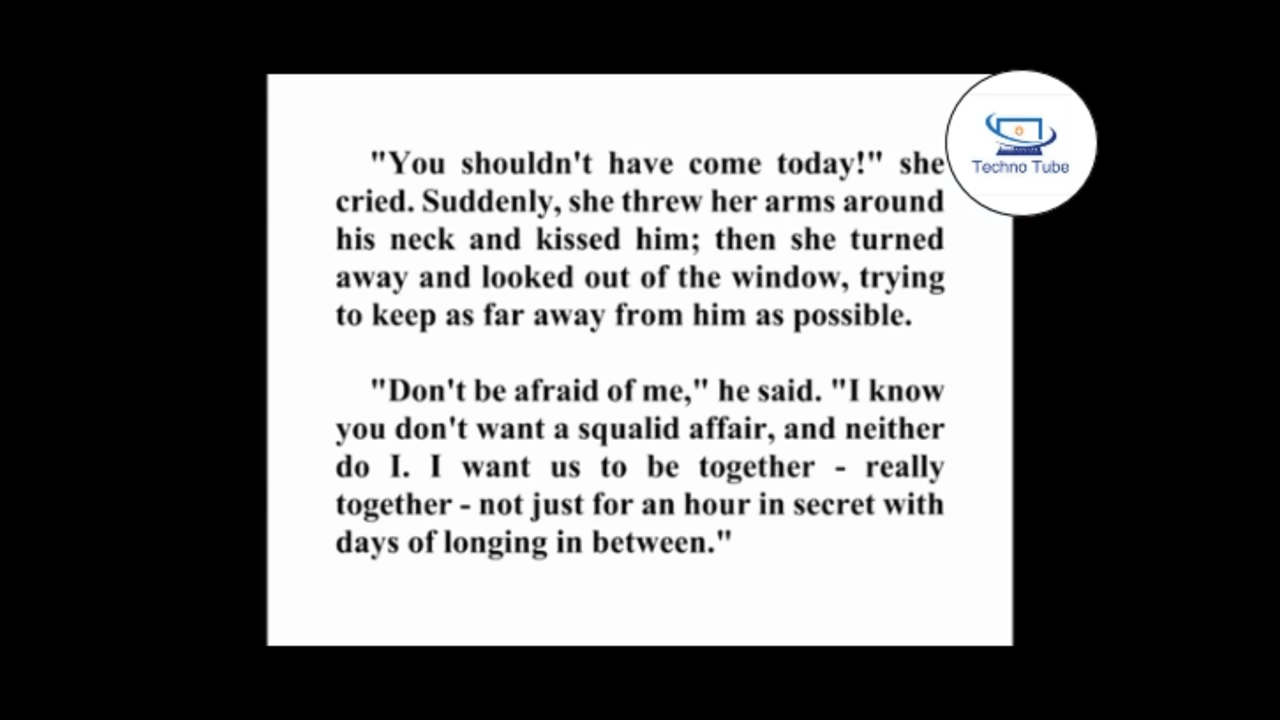 "You shouldn't have come today!" she
cried. Suddenly, she threw her arms around
his neck and kissed him; then she turned
away and looked out of the window, trying
to keep as far away from him as possible.
"Don't be afraid of me," he said. "I know
you don't want a squalid affair, and neither
do I. I want us to be together - really
together - not just for an hour in secret with
days of longing in between."
Techno Tube